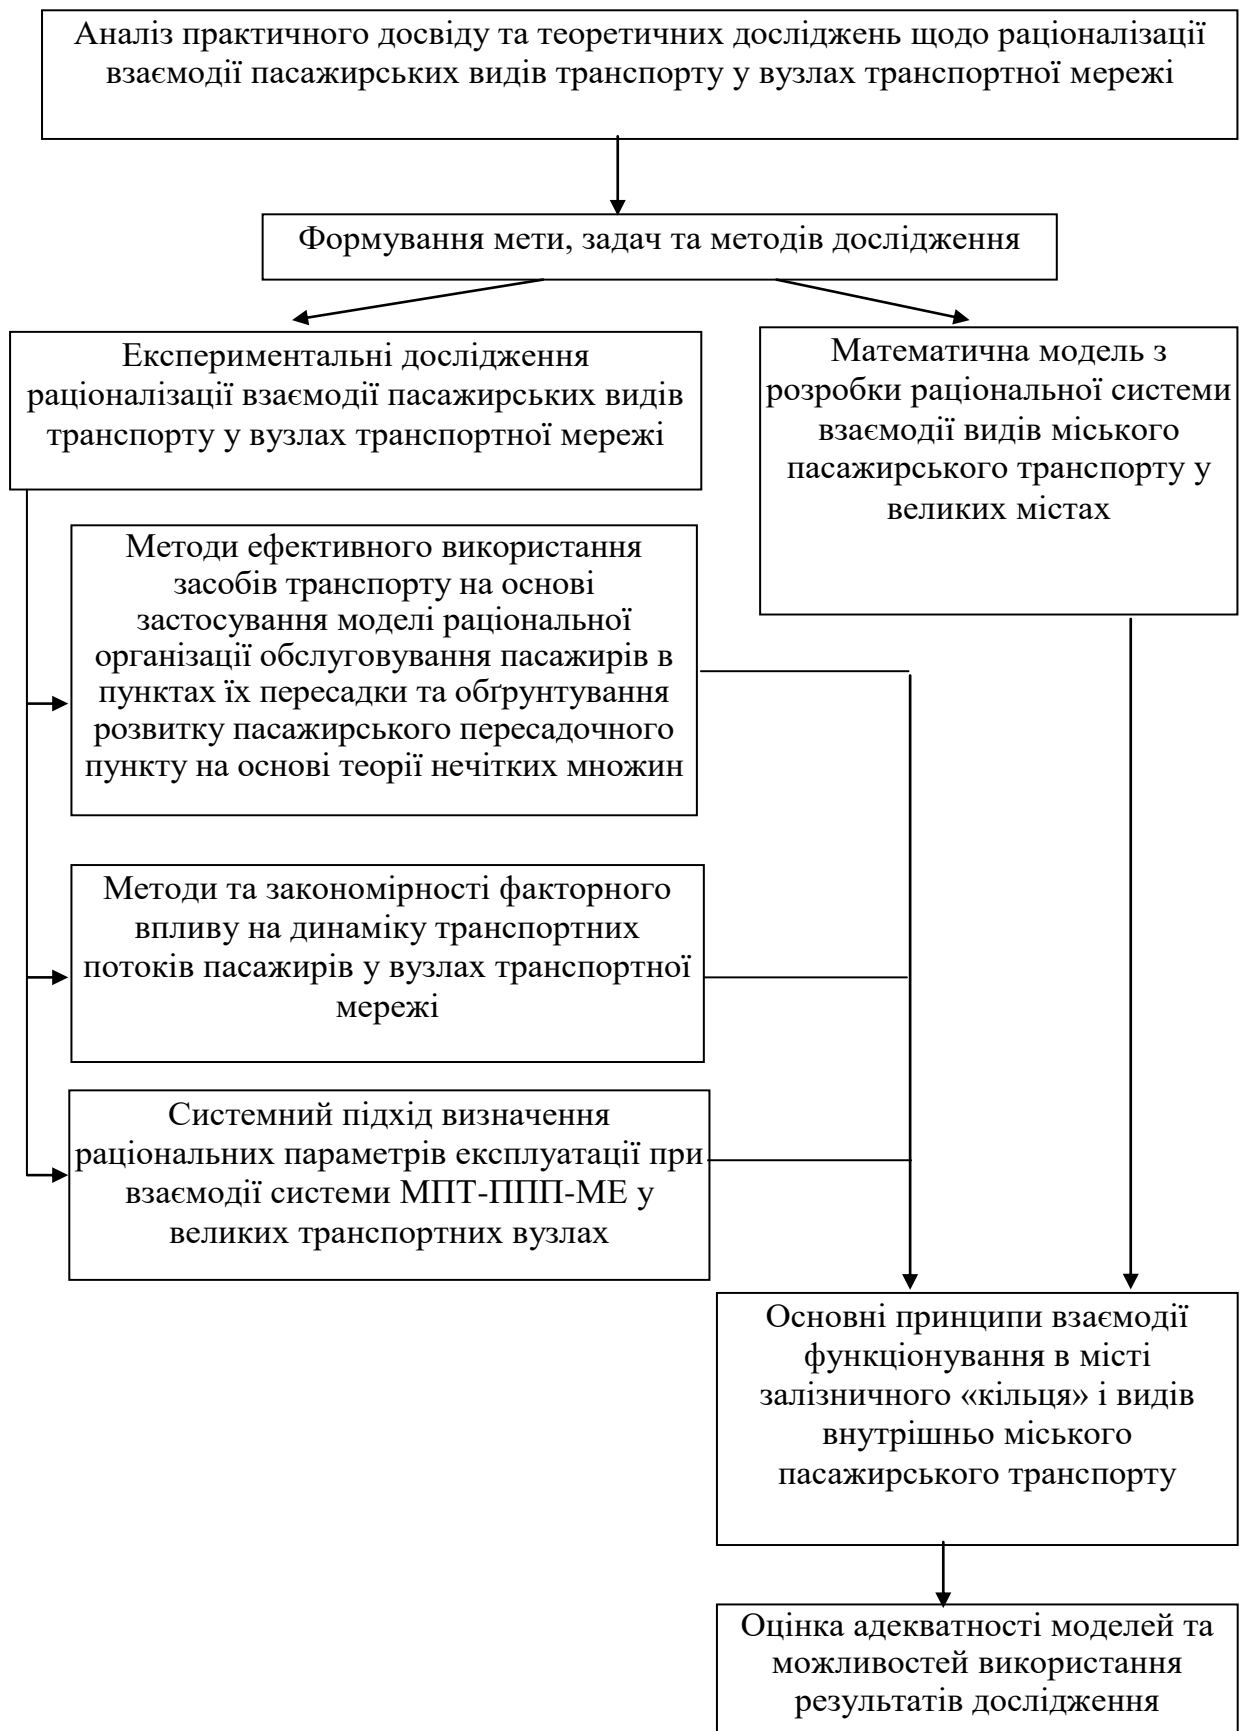 Аналіз практичного досвіду та теоретичних досліджень щодо раціоналізації
взаємодії пасажирських видів транспорту у вузлах транспортної мережі
Формування мети, задач та методів дослідження
Експериментальні дослідження
раціоналізації взаємодії пасажирських видів
транспорту у вузлах транспортної мережі
Математична модель з
розробки раціональної системи
взаємодії видів міського
пасажирського транспорту у
великих містах
Методи ефективного використання
засобів транспорту на основі
застосування моделі раціональної
організації обслуговування пасажирів в
пунктах їх пересадки та обґрунтування
розвитку пасажирського пересадочного
пункту на основі теорії нечітких множин
Методи та закономірності факторного
впливу на динаміку транспортних
потоків пасажирів у вузлах транспортної
мережі
Системний підхід визначення
раціональних параметрів експлуатації при
взаємодії системи МПТ-ППП-МЕ у
великих транспортних вузлах
Основні принципи взаємодії
функціонування в місті
залізничного «кільця» і видів
внутрішньо міського
пасажирського транспорту
Оцінка адекватності моделей та
можливостей використання
результатів дослідження